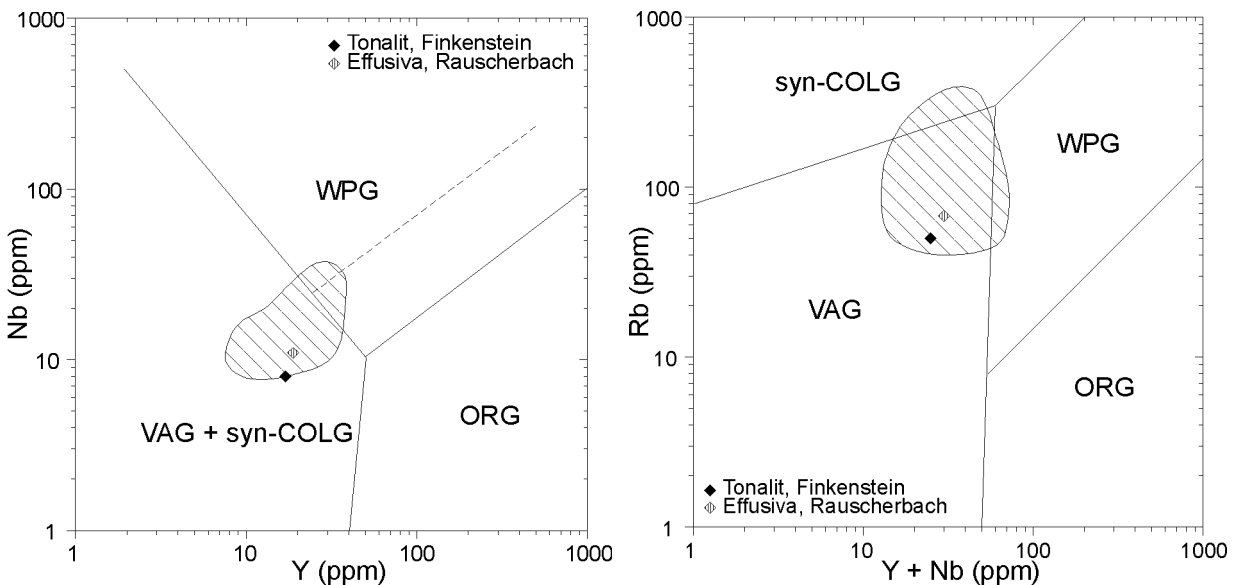 1000
100
10
1
Nb (ppm)
Tonalit, Finkenstein
Effusiva, Rauscherbach
WPG
VAG + syn-COLG
ORG
1
10
100
1000
Y (ppm)
1000
100
10
1
Rb (ppm)
syn-COLG
WPG
VAG
ORG
Tonalit, Finkenstein
Effusiva, Rauscherbach
1
10
100
1000
Y + Nb (ppm)